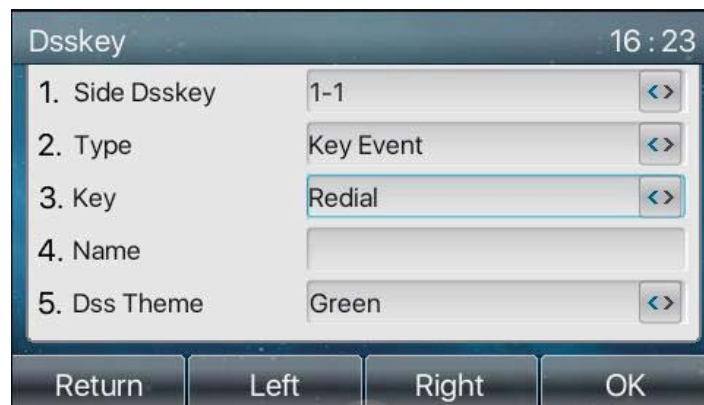 Dsskey 16 : 23
1. Side Dsskey 1-1
2. Type Key Event
3. Key Redial
4. Name
5. Dss Theme Green
Return Left Right OK